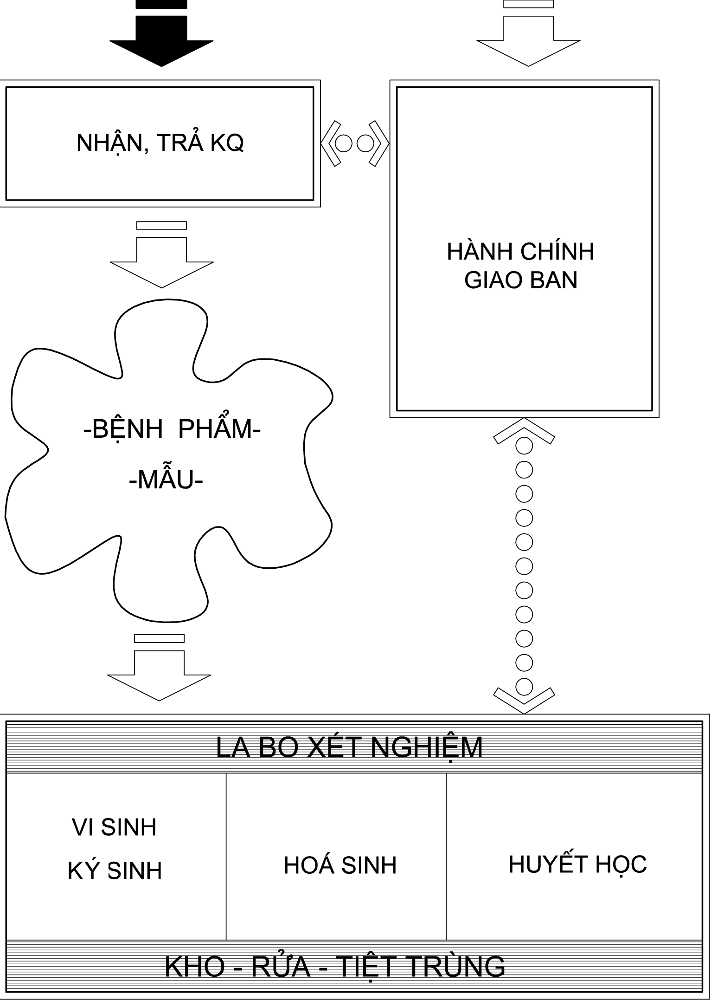 NHẬN, TRẢ KQ
HÀNH CHÍNH
GIAO BAN
-BỆNH PHẨM-
-MẪU-
LA BO XÉT NGHIỆM
VI SINH
KÝ SINH
HOÁ SINH
HUYẾT HỌC
KHO - RỬA - TIỆT TRÙNG